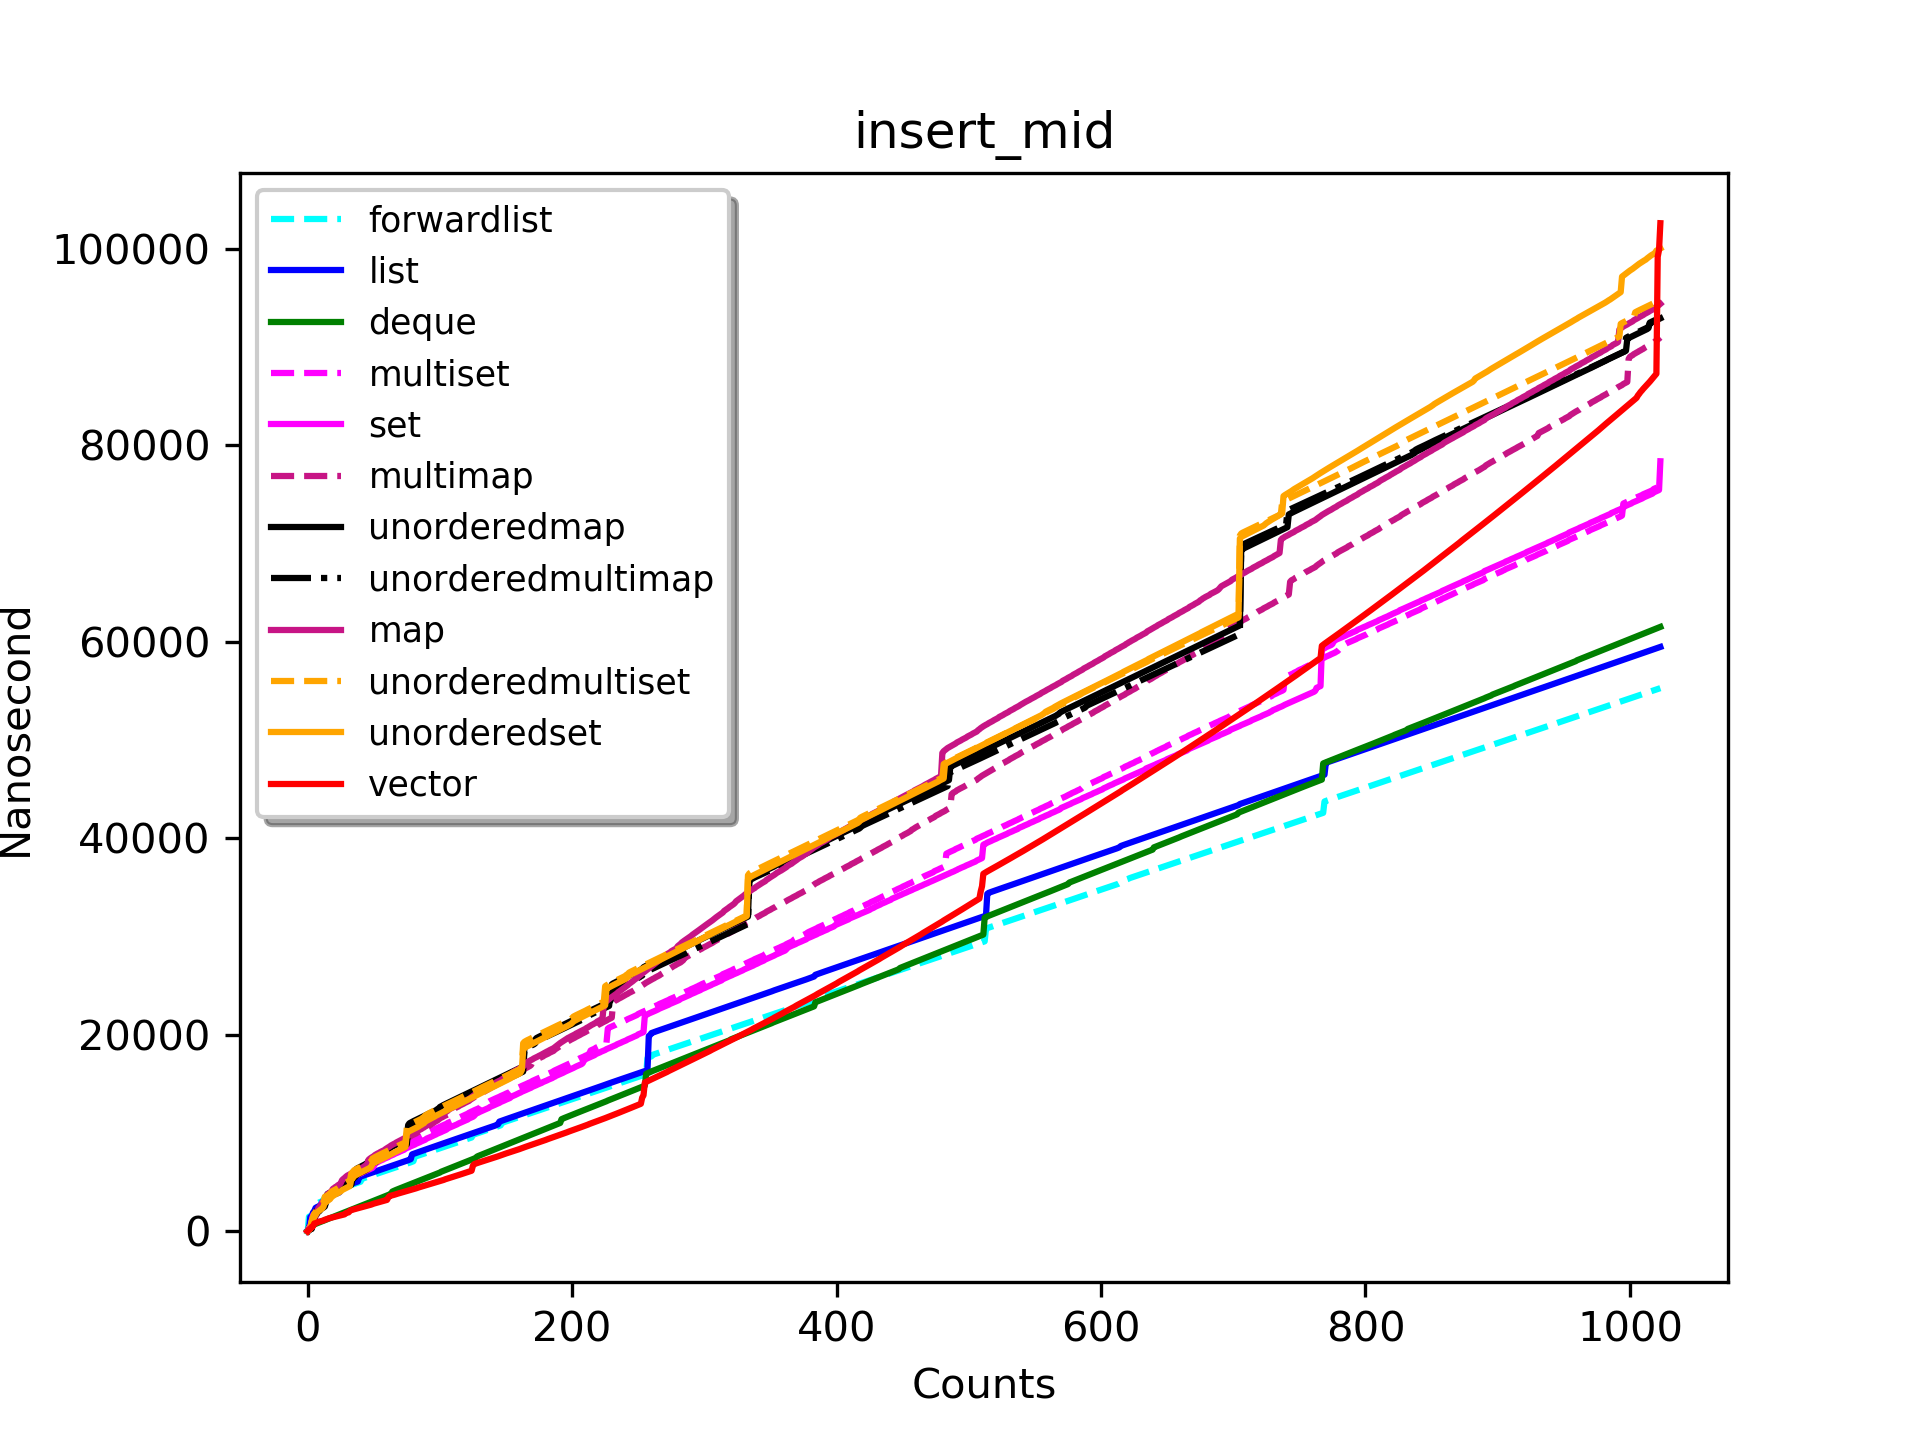 insert_mid
forwardlist
list
deque
multiset
set
multimap
unorderedmap
unorderedmultimap
map
unorderedmultiset
unorderedset
vector
Nanosecond
100000
80000
60000
40000
20000
0
0 200 400 600 800 1000
Counts